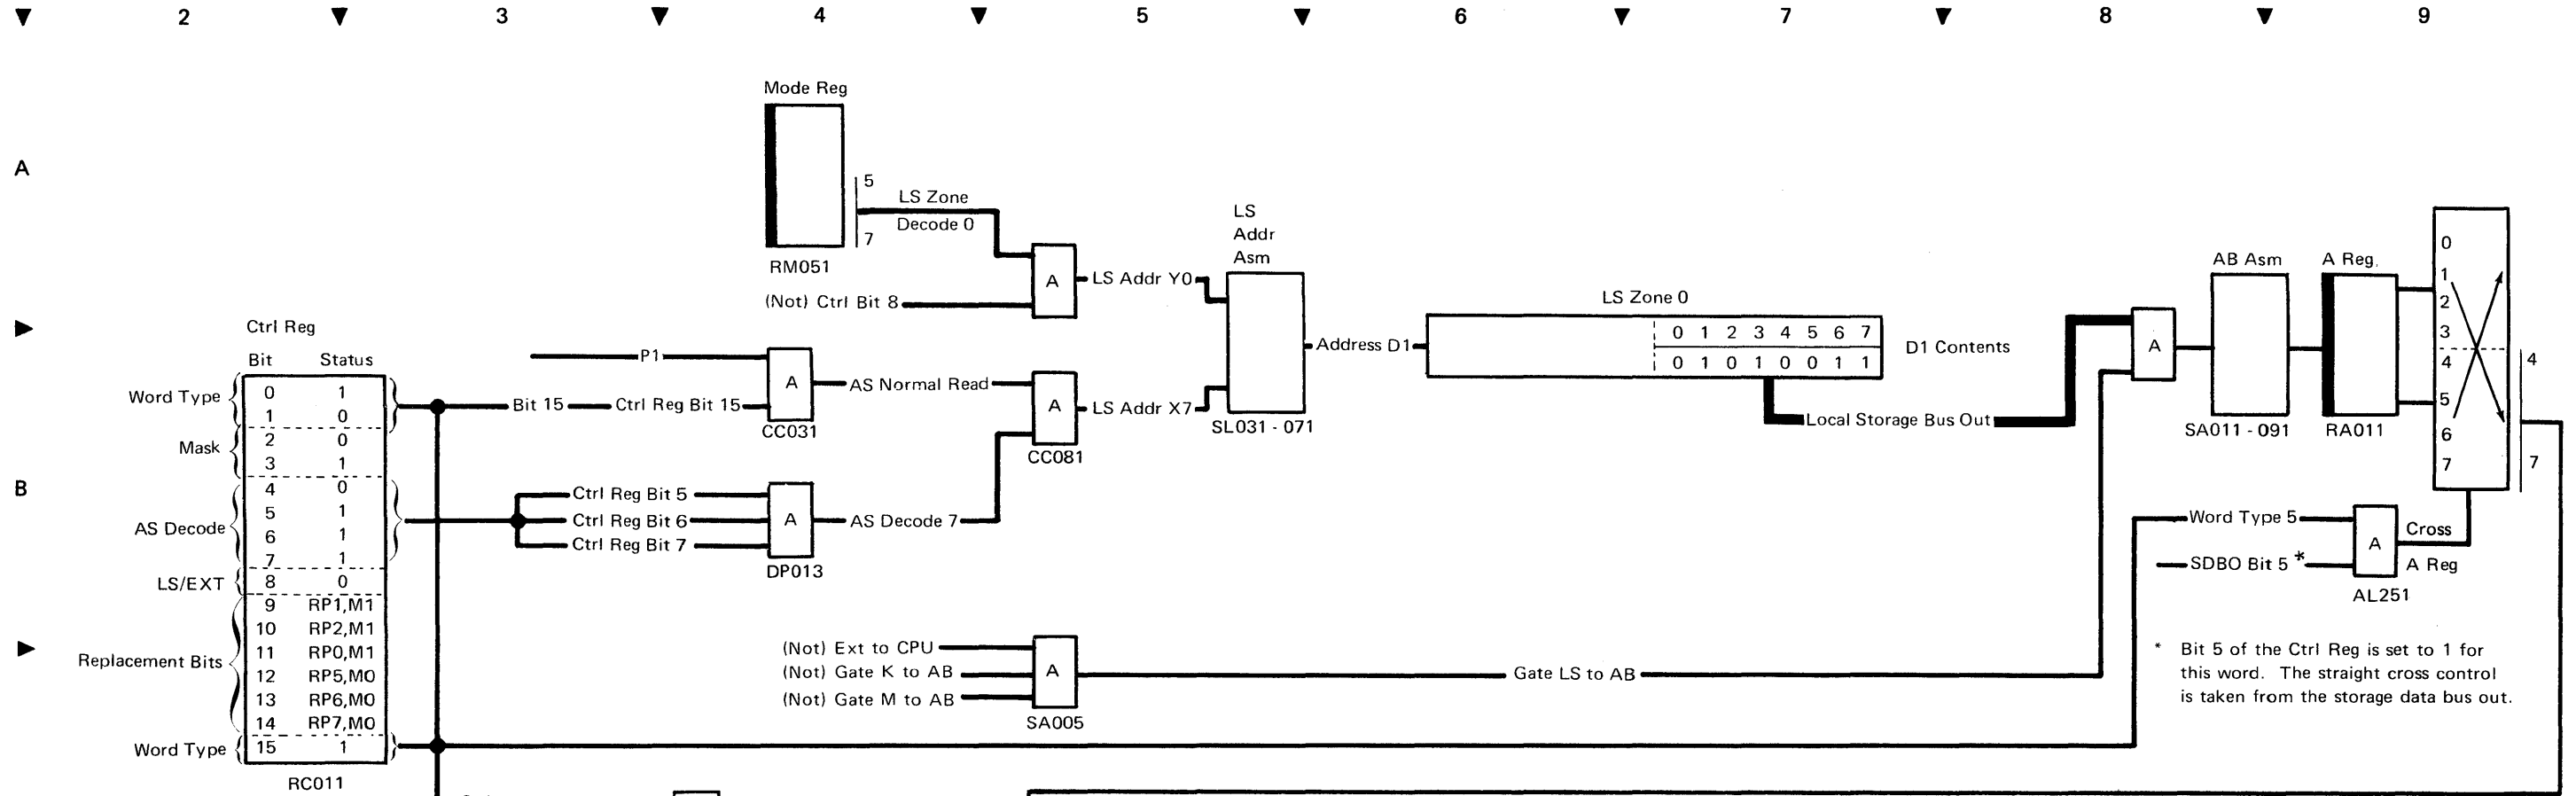 2 3 4 5 6 7 8 9
A
B
Mode Reg
5
7
RM051
LS Zone
Decode 0
(Not) Ctrl Bit 8
A
LS Addr Y0
LS
Addr
Asm
SL031 - 071
Ctrl Reg
Bit Status
Word Type
0 1
1 0
Mask
2 0
3 1
AS Decode
4 0
5 1
6 1
7 1
LS/EXT
8 0
Replacement Bits
9 RP1,M1
10 RP2,M1
11 RP0,M1
12 RP5,M0
13 RP6,M0
14 RP7,M0
Word Type
15 1
RC011
P1
Bit 15
Ctrl Reg Bit 15
A
CC031
AS Normal Read
A
CC081
LS Addr X7
Ctrl Reg Bit 5
Ctrl Reg Bit 6
Ctrl Reg Bit 7
A
DP013
AS Decode 7
(Not) Ext to CPU
(Not) Gate K to AB
(Not) Gate M to AB
A
SA005
Gate LS to AB
Address D1
LS Zone 0
0 1 2 3 4 5 6 7
0 1 0 1 0 0 1 1
D1 Contents
Local Storage Bus Out
A
AB Asm
SA011 - 091
A Reg.
RA011
0
1
2
3
4
5
6
7
4
7
Word Type 5
SDBO Bit 5 *
A
AL251
Cross
A Reg
* Bit 5 of the Ctrl Reg is set to 1 for
this word. The straight cross control
is taken from the storage data bus out.